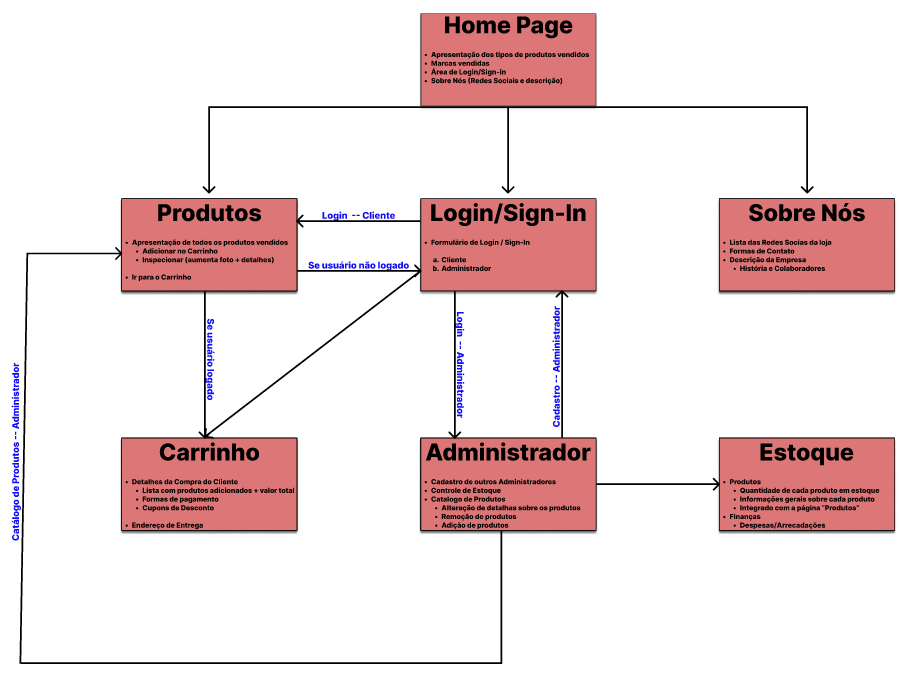 Home Page
• Apresentação dos tipos de produtos vendidos
• Marcas vendidas
• Área de Login/Sign-in
• Sobre Nós (Redes Sociais e descrição)
Produtos
• Apresentação de todos os produtos vendidos
• Adicionar no Carrinho
• Inspecionar (aumenta foto + detalhes)
• Ir para o Carrinho
Login -- Cliente
Se usuário não logado
Login/Sign-In
• Formulário de Login / Sign-In
a. Cliente
b. Administrador
Sobre Nós
• Lista das Redes Socias da loja
• Formas de Contato
• Descrição da Empresa
• História e Colaboradores
Se usuário logado
Login -- Administrador
Cadastro -- Administrador
Catálogo de Produtos -- Administrador
Carrinho
• Detalhes da Compra do Cliente
• Lista com produtos adicionados + valor total
• Formas de pagamento
• Cupons de Desconto
• Endereço de Entrega
Administrador
• Cadastro de outros Administradores
• Controle de Estoque
• Catalogo de Produtos
• Alteração de detalhas sobre os produtos
• Remoção de produtos
• Adição de produtos
Estoque
• Produtos
• Quantidade de cada produto em estoque
• Informações gerais sobre cada produto
• Integrado com a página "Produtos"
• Finanças
• Despesas/Arrecadações